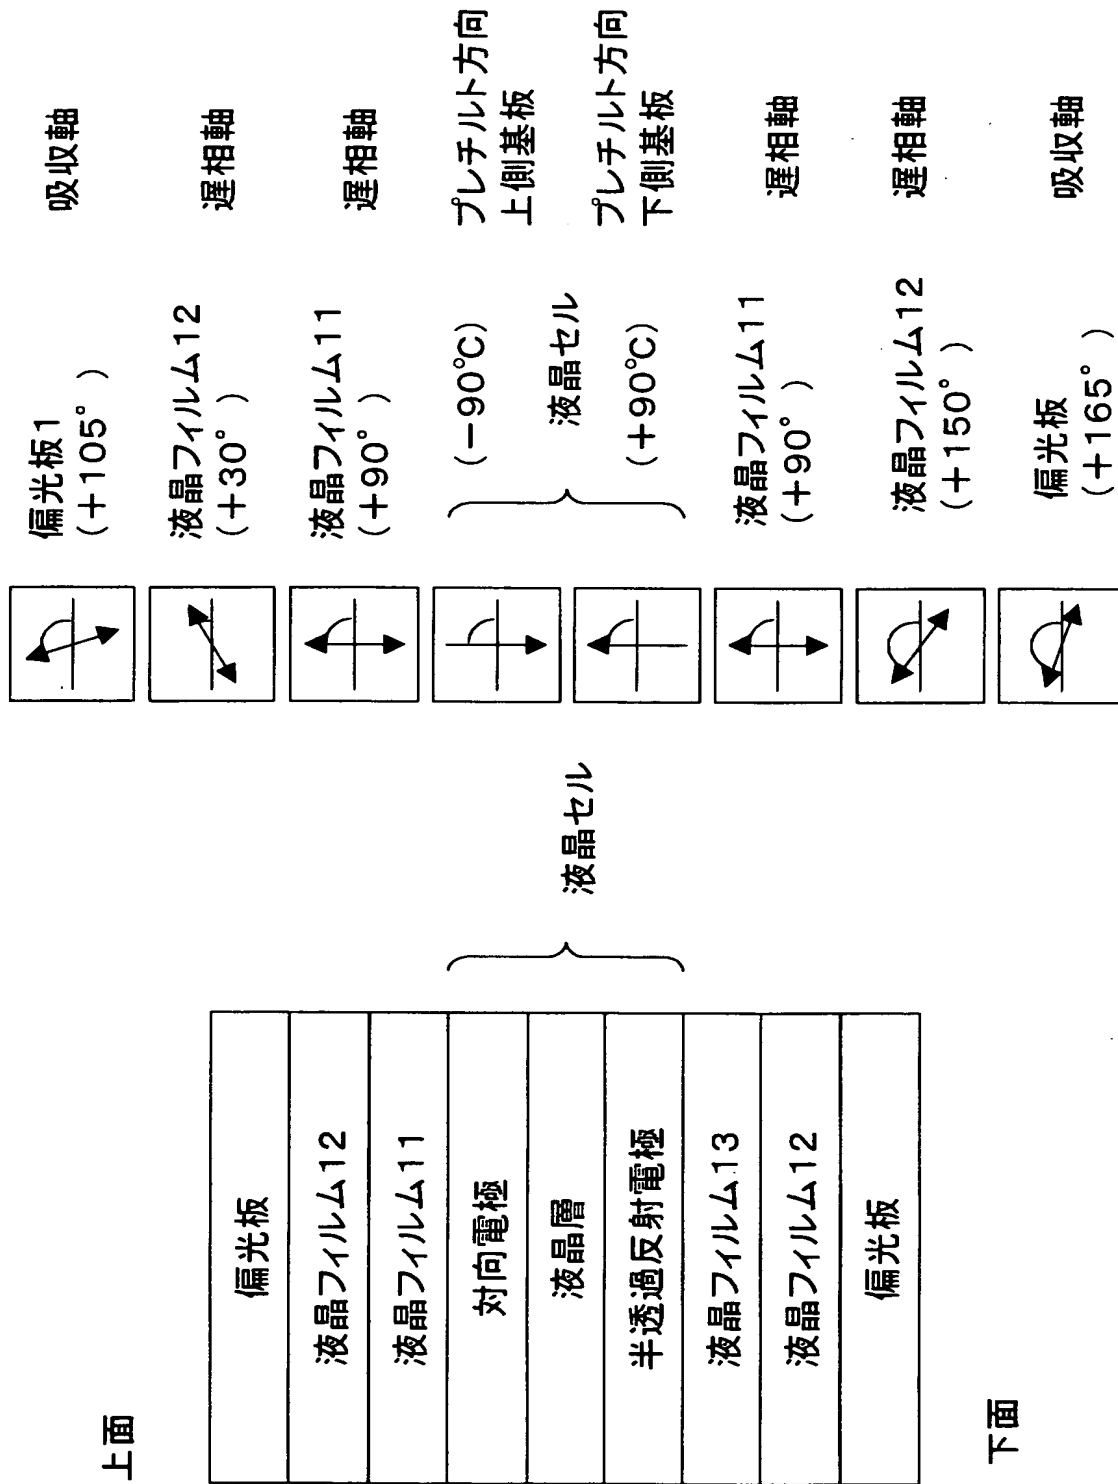 上面
偏光板
液晶フィルム12
液晶フィルム11
対向電極
液晶層
半透過反射電極
液晶フィルム13
液晶フィルム12
偏光板
下面
液晶セル
偏光板1
(+105°)
吸収軸
液晶フィルム12
(+30°)
遅相軸
液晶フィルム11
(+90°)
遅相軸
(−90℃)
プレチルト方向
上側基板
液晶セル
(+90℃)
プレチルト方向
下側基板
液晶フィルム11
(+90°)
遅相軸
液晶フィルム12
(+150°)
遅相軸
偏光板
(+165°)
吸収軸